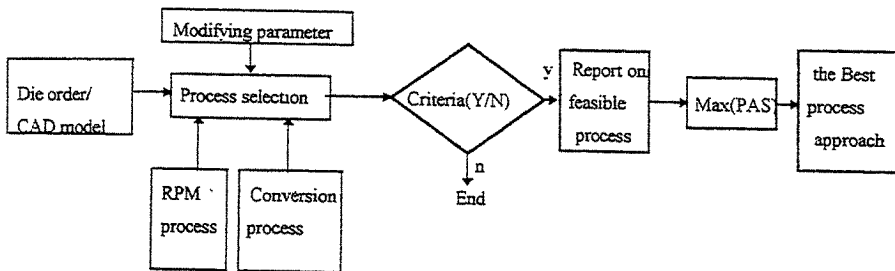 Modifying parameter
Die order/
CAD model
Process selection
Criteria(Y/N)
y
n
End
Report on
feasible
process
Max(PAS)
the Best
process
approach
RPM
process
Conversion
process